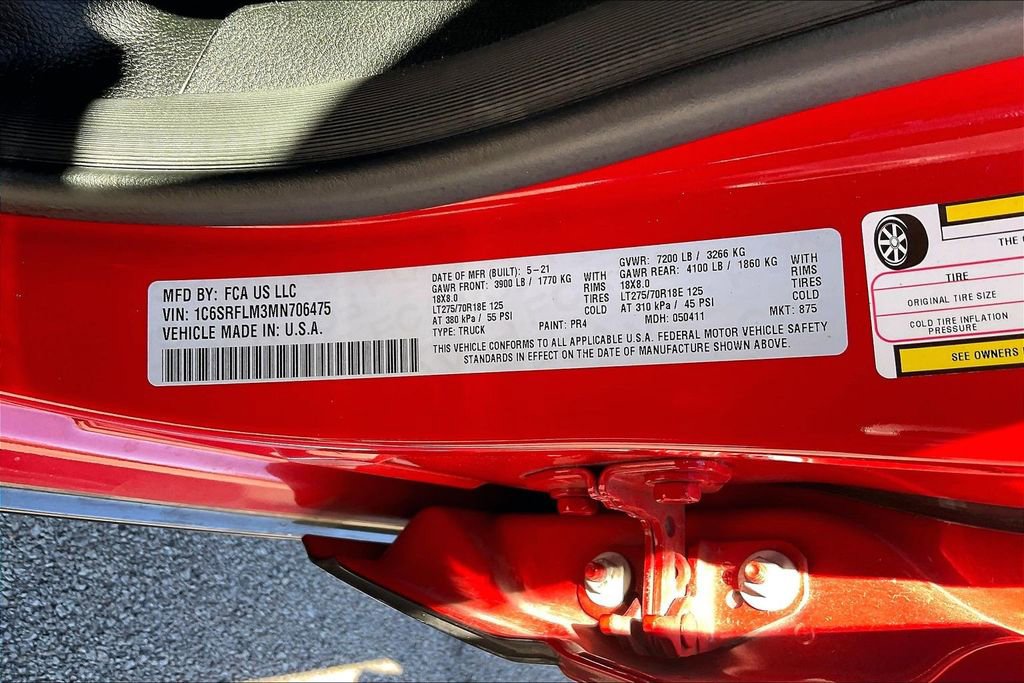 MFD BY: FCA US LLC
VIN: 1C6SRFLM3MN706475
VEHICLE MADE IN U.S.A.
DATE OF MFR (BUILT): 5-21
GAWR FRONT: 3900 LB / 1770 KG
18X8.0
LT275/70R18E 125
AT 380 kPa / 55 PSI
TYPE: TRUCK
WITH
RIMS
TIRES
COLD
PAINT: PR4
GVWR: 7200 LB / 3266 KG
GAWR REAR: 4100 LB / 1860 KG
18X8.0
LT275/70R18E 125
AT 310 kPa / 45 PSI
MDH: 050411
WITH
RIMS
TIRES
COLD
MKT: 875
THIS VEHICLE CONFORMS TO ALL APPLICABLE U.S.A. FEDERAL MOTOR VEHICLE SAFETY
STANDARDS IN EFFECT ON THE DATE OF MANUFACTURE SHOWN ABOVE.
THE
TIRE
ORIGINAL TIRE SIZE
COLD TIRE INFLATION
PRESSURE
SEE OWNERS